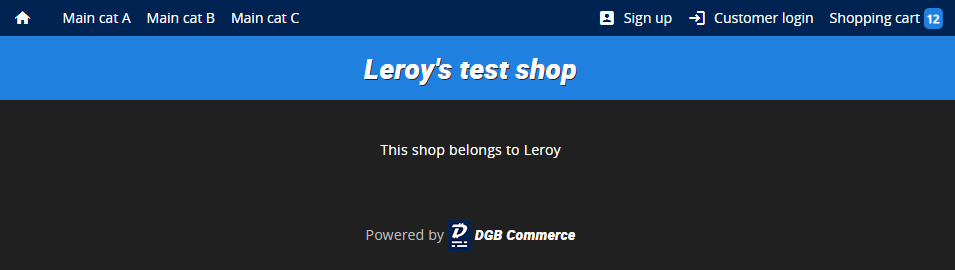 Main cat A Main cat B Main cat C Sign up Customer login Shopping cart 12
Leroy's test shop
This shop belongs to Leroy
Powered by DGB Commerce